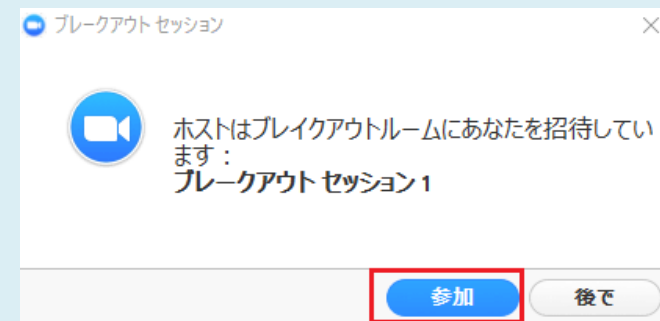 ブレークアウト セッション
ホストはブレイクアウトルームにあなたを招待してい
ます：
ブレークアウト セッション 1
参加
後で